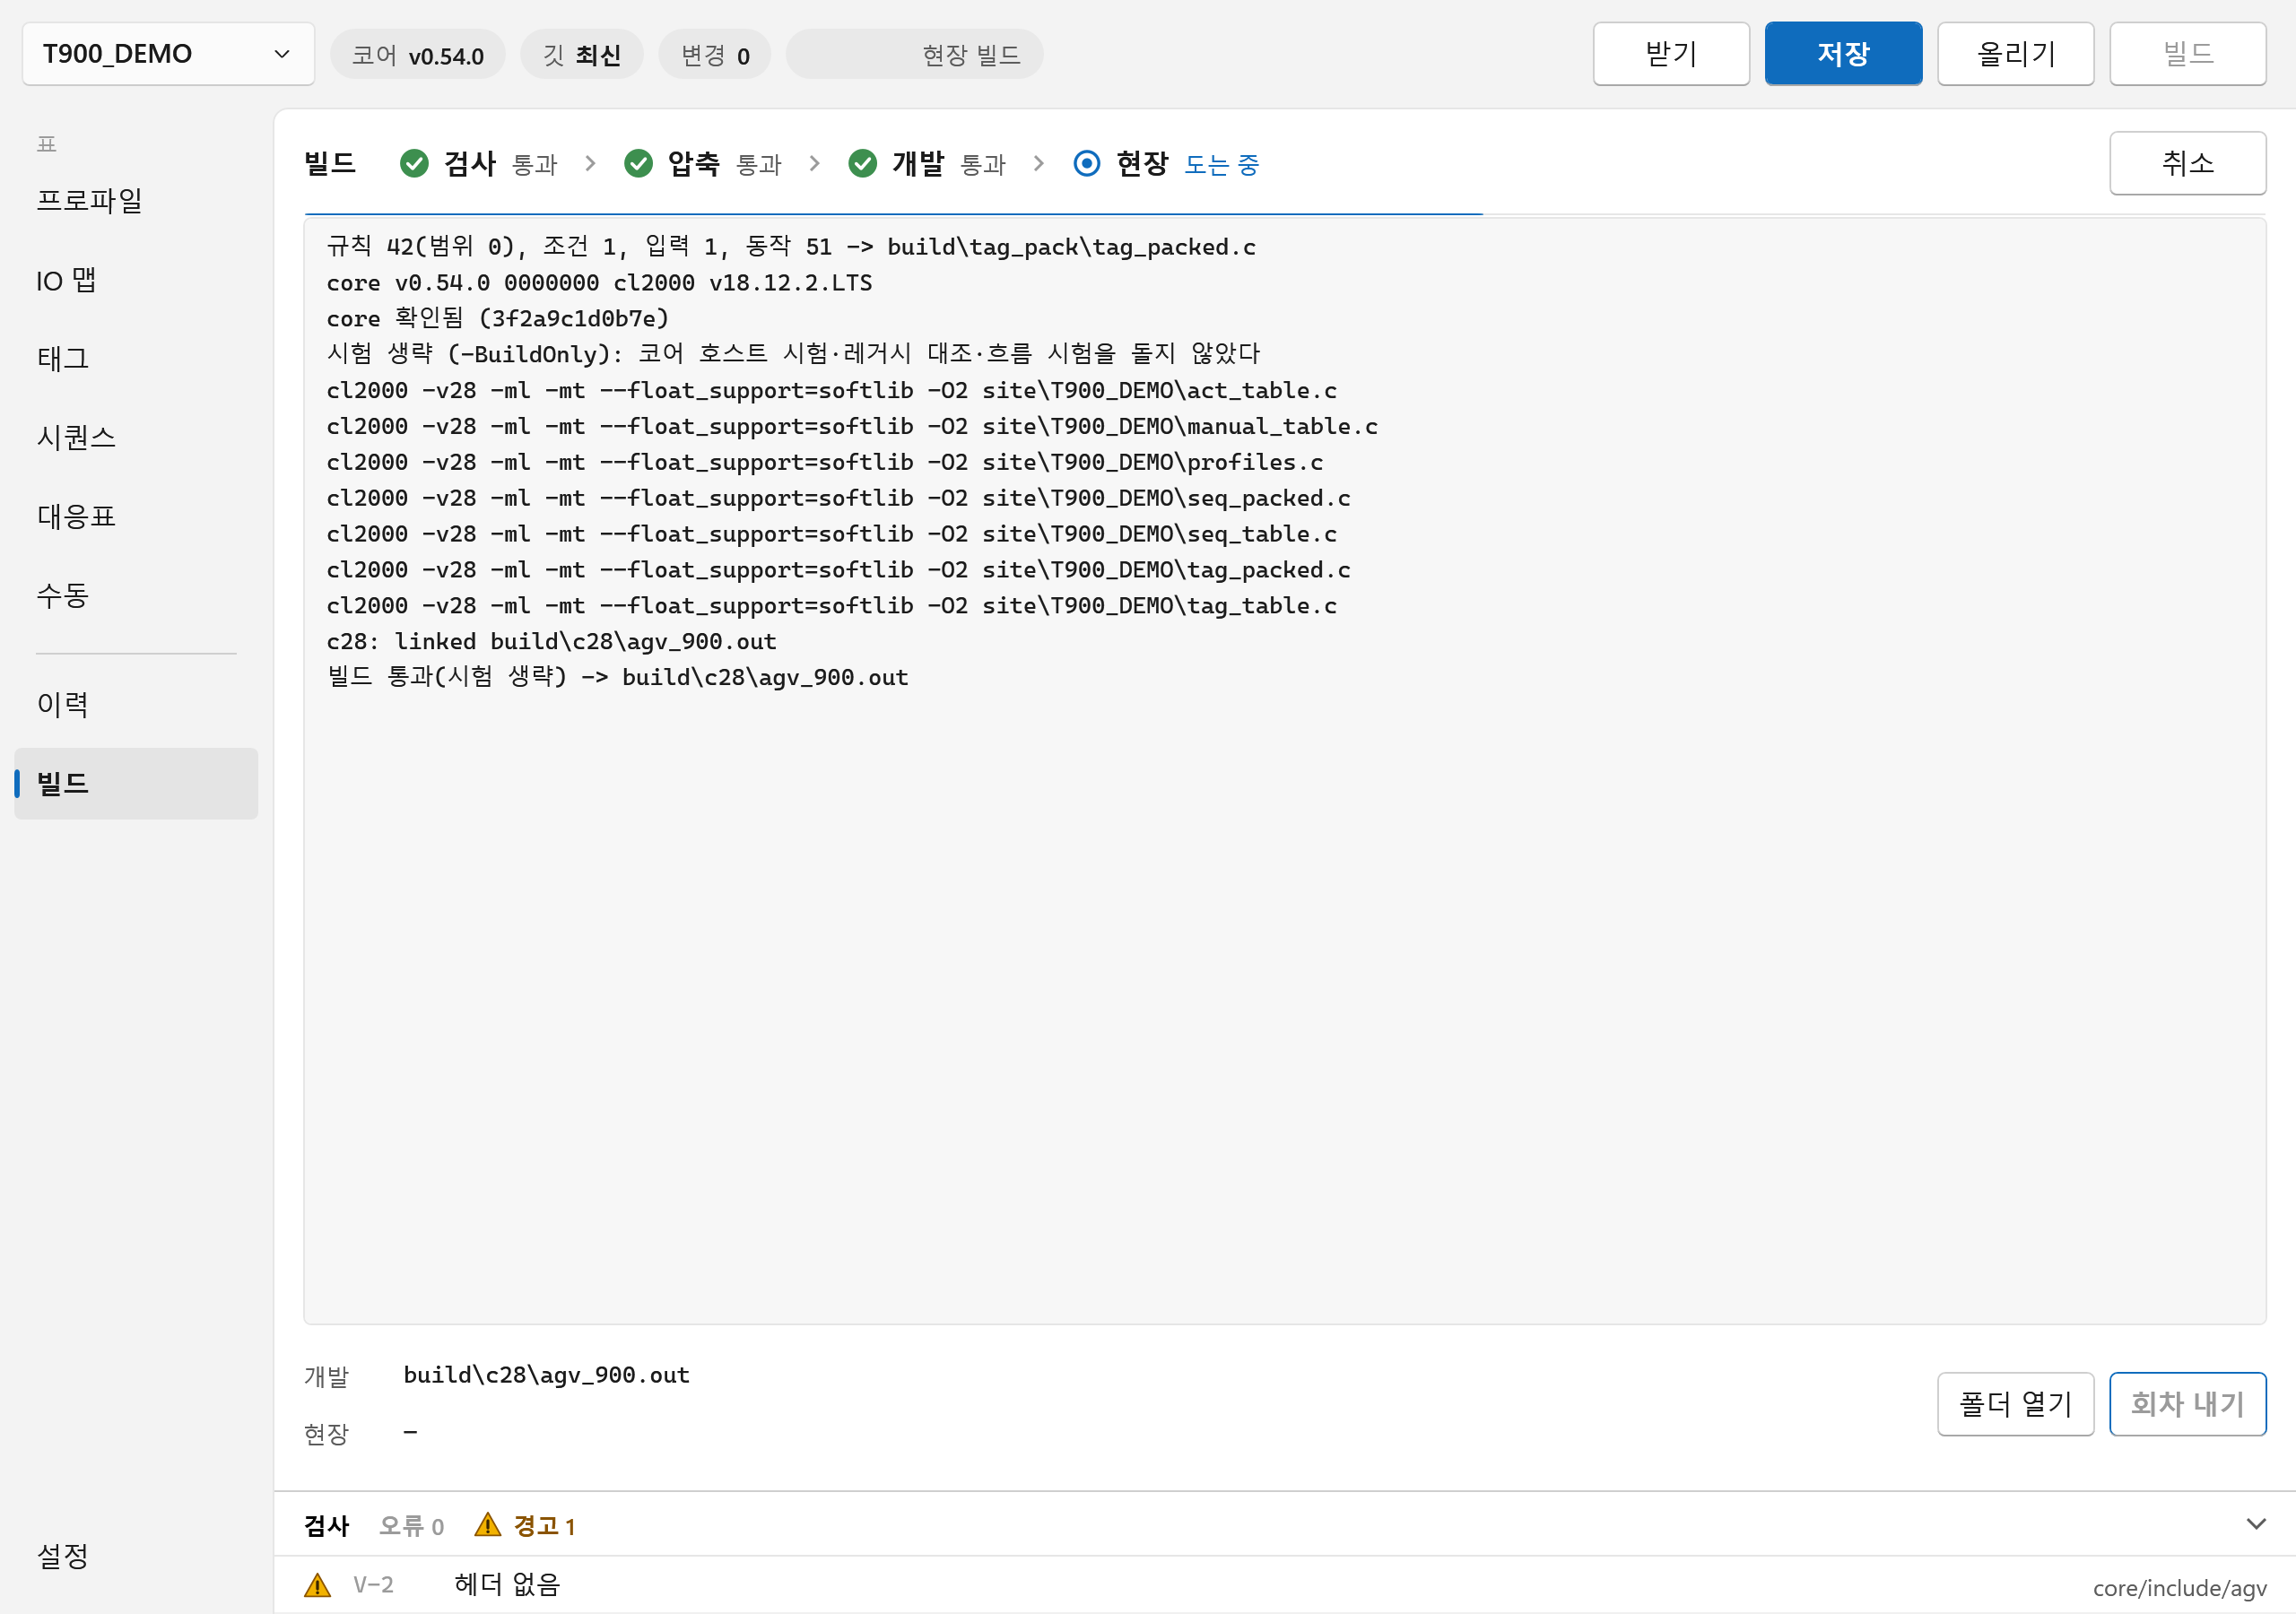 T900_DEMO
코어 v0.54.0
깃 최신
변경 0
현장 빌드
받기
저장
올리기
빌드
표
프로파일
IO 맵
태그
시퀀스
대응표
수동
이력
빌드
설정
빌드 검사 통과 압축 통과 개발 통과 현장 도는 중
취소
규칙 42(범위 0), 조건 1, 입력 1, 동작 51 -> build\tag_pack\tag_packed.c
core v0.54.0 0000000 cl2000 v18.12.2.LTS
core 확인됨 (3f2a9c1d0b7e)
시험 생략 (-BuildOnly): 코어 호스트 시험·레거시 대조·흐름 시험을 돌지 않았다
cl2000 -v28 -ml -mt --float_support=softlib -O2 site\T900_DEMO\act_table.c
cl2000 -v28 -ml -mt --float_support=softlib -O2 site\T900_DEMO\manual_table.c
cl2000 -v28 -ml -mt --float_support=softlib -O2 site\T900_DEMO\profiles.c
cl2000 -v28 -ml -mt --float_support=softlib -O2 site\T900_DEMO\seq_packed.c
cl2000 -v28 -ml -mt --float_support=softlib -O2 site\T900_DEMO\seq_table.c
cl2000 -v28 -ml -mt --float_support=softlib -O2 site\T900_DEMO\tag_packed.c
cl2000 -v28 -ml -mt --float_support=softlib -O2 site\T900_DEMO\tag_table.c
c28: linked build\c28\agv_900.out
빌드 통과(시험 생략) -> build\c28\agv_900.out
개발 build\c28\agv_900.out
현장 -
폴더 열기
회차 내기
검사 오류 0 경고 1
V-2 헤더 없음 core/include/agv